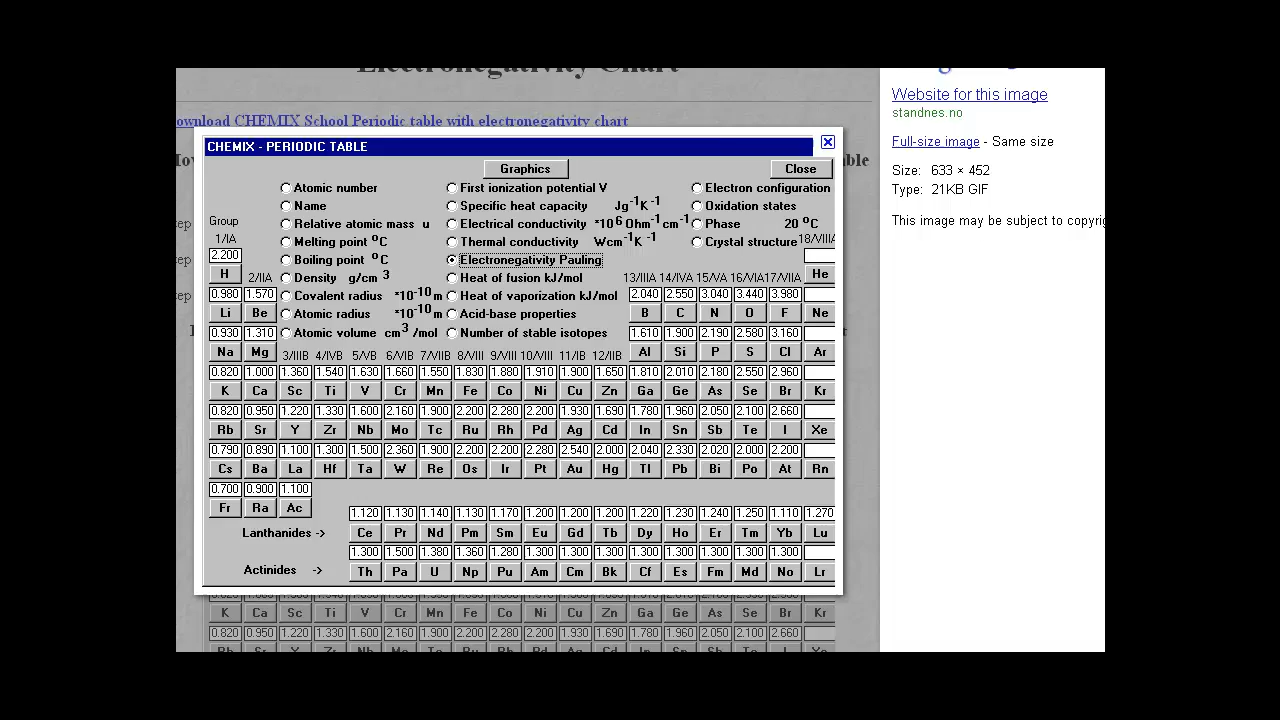 Electronegativity Chart
Website for this image
standnes.no
ownload CHEMIX School Periodic table with electronegativity chart
Full-size image - Same size
CHEMIX - PERIODIC TABLE
Graphics Close
Size: 633 × 452
Type: 21KB GIF
This image may be subject to copyrig
Atomic number First ionization potential V Electron configuration
Name Specific heat capacity Jg-1K-1 Oxidation states
Group Relative atomic mass u Electrical conductivity *10 6 Ohm-1cm-1 Phase 20 ºC
1/IA Melting point ºC Thermal conductivity Wcm-1K-1 Crystal structure 18/VIIIA
2.200 Boiling point ºC Electronegativity Pauling
H 2/IIA Density g/cm 3 Heat of fusion kJ/mol 13/IIIA 14/IVA 15/VA 16/VIA 17/VIIA He
0.980 1.570 Covalent radius *10-10 m Heat of vaporization kJ/mol 2.040 2.550 3.040 3.440 3.980
Li Be Atomic radius *10-10 m Acid-base properties B C N O F Ne
0.930 1.310 Atomic volume cm3 /mol Number of stable isotopes 1.610 1.900 2.190 2.580 3.160
Na Mg 3/IIIB 4/IVB 5/VB 6/VIB 7/VIIB 8/VIII 9/VIII 10/VIII 11/IB 12/IIB Al Si P S Cl Ar
0.820 1.000 1.360 1.540 1.630 1.660 1.550 1.830 1.880 1.910 1.900 1.650 1.810 2.010 2.180 2.550 2.960
K Ca Sc Ti V Cr Mn Fe Co Ni Cu Zn Ga Ge As Se Br Kr
0.820 0.950 1.220 1.330 1.600 2.160 1.900 2.200 2.280 2.200 1.930 1.690 1.780 1.960 2.050 2.100 2.660
Rb Sr Y Zr Nb Mo Tc Ru Rh Pd Ag Cd In Sn Sb Te I Xe
0.790 0.890 1.100 1.300 1.500 2.360 1.900 2.200 2.200 2.280 2.540 2.000 2.040 2.330 2.020 2.000 2.200
Cs Ba La Hf Ta W Re Os Ir Pt Au Hg Tl Pb Bi Po At Rn
0.700 0.900 1.100
Fr Ra Ac
1.120 1.130 1.140 1.130 1.170 1.200 1.200 1.200 1.220 1.230 1.240 1.250 1.110 1.270
Lanthanides -> Ce Pr Nd Pm Sm Eu Gd Tb Dy Ho Er Tm Yb Lu
1.300 1.500 1.380 1.360 1.280 1.300 1.300 1.300 1.300 1.300 1.300 1.300 1.300
Actinides -> Th Pa U Np Pu Am Cm Bk Cf Es Fm Md No Lr
K Ca Sc Ti V Cr Mn Fe Co Ni Cu Zn Ga Ge As Se Br Kr
0.820 0.950 1.220 1.330 1.600 2.160 1.900 2.200 2.280 2.200 1.930 1.690 1.780 1.960 2.050 2.100 2.660